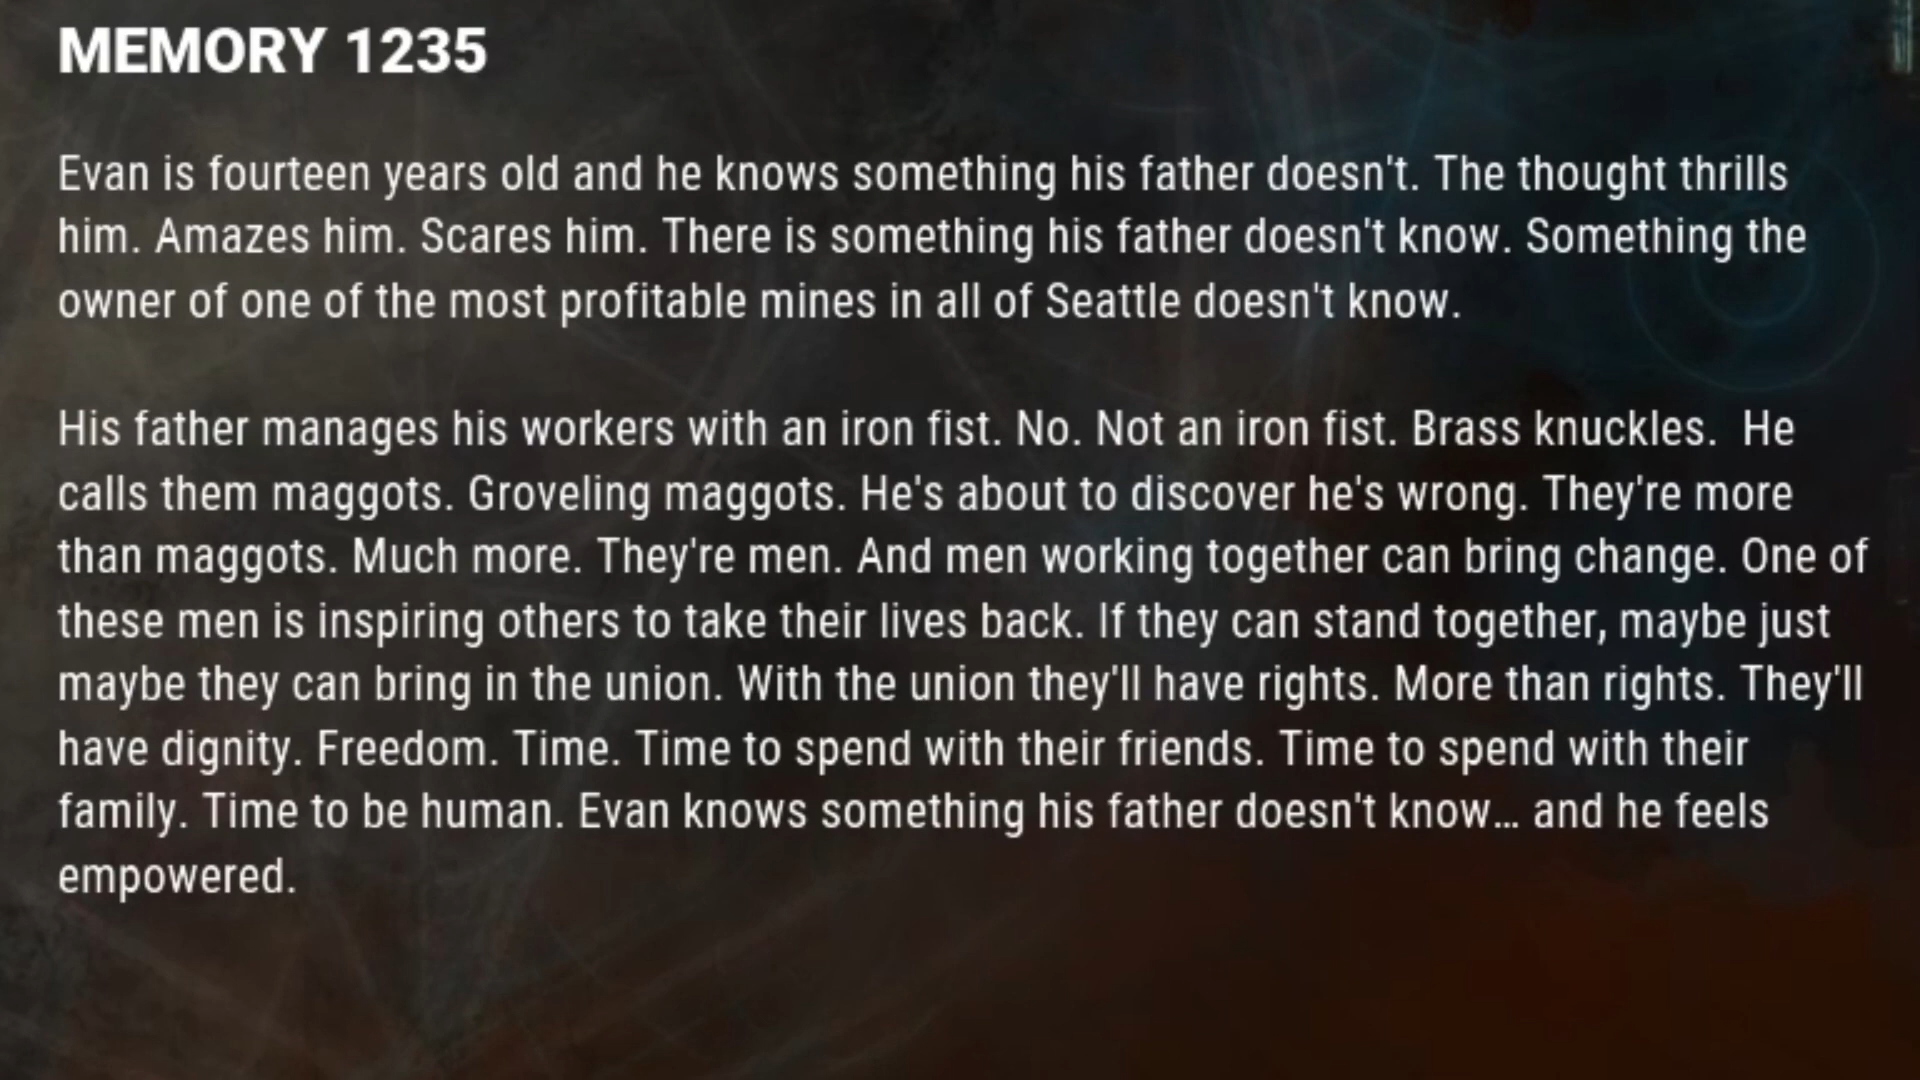 MEMORY 1235
Evan is fourteen years old and he knows something his father doesn't. The thought thrills
him. Amazes him. Scares him. There is something his father doesn't know. Something the
owner of one of the most profitable mines in all of Seattle doesn't know.
His father manages his workers with an iron fist. No. Not an iron fist. Brass knuckles.  He
calls them maggots. Groveling maggots. He's about to discover he's wrong. They're more
than maggots. Much more. They're men. And men working together can bring change. One of
these men is inspiring others to take their lives back. If they can stand together, maybe just
maybe they can bring in the union. With the union they'll have rights. More than rights. They'll
have dignity. Freedom. Time. Time to spend with their friends. Time to spend with their
family. Time to be human. Evan knows something his father doesn't know… and he feels
empowered.